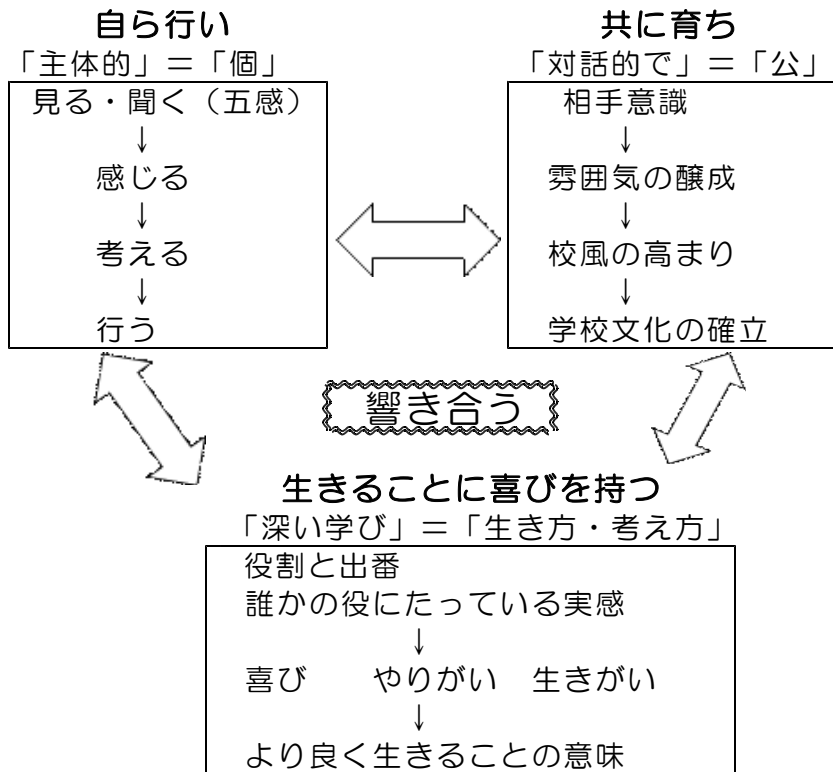 自ら行い
「主体的」＝「個」
見る・聞く（五感）
↓
感じる
↓
考える
↓
行う
共に育ち
「対話的で」＝「公」
相手意識
↓
雰囲気の醸成
↓
校風の高まり
↓
学校文化の確立
響き合う
生きることに喜びを持つ
「深い学び」＝「生き方・考え方」
役割と出番
誰かの役にたっている実感
↓
喜び　　やりがい　生きがい
↓
より良く生きることの意味